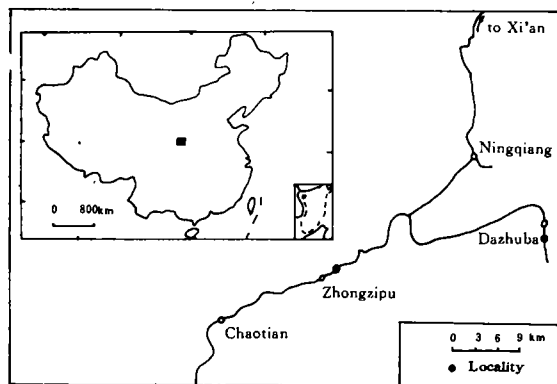 to Xi'an
Ningqiang
0 800km
Dazhuba
Zhongzipu
Chaotian
0 3 6 9 km
● Locality